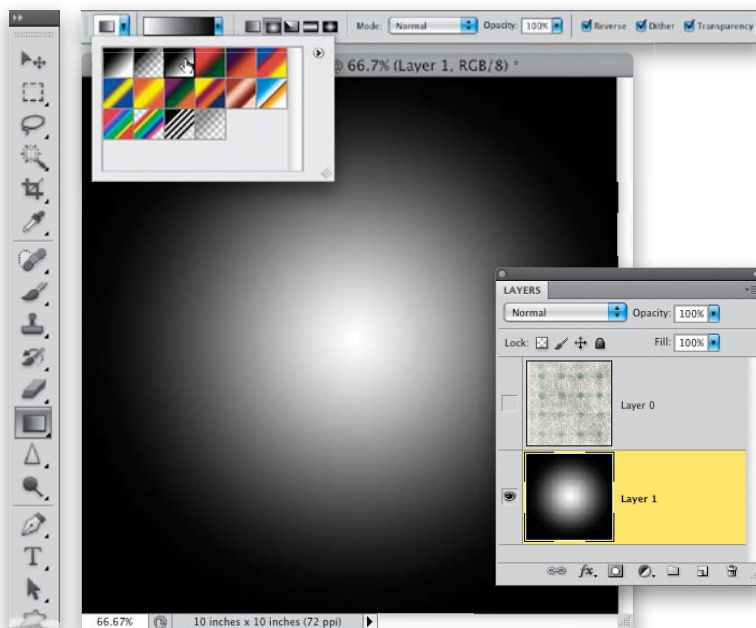 Mode: Normal Opacity: 100% Reverse Dither Transparency
@ 66.7% (Layer 1, RGB/8) *
LAYERS
Normal Opacity: 100%
Lock: Fill: 100%
Layer 0
Layer 1
fx
T
66.67% 10 inches x 10 inches (72 ppi)